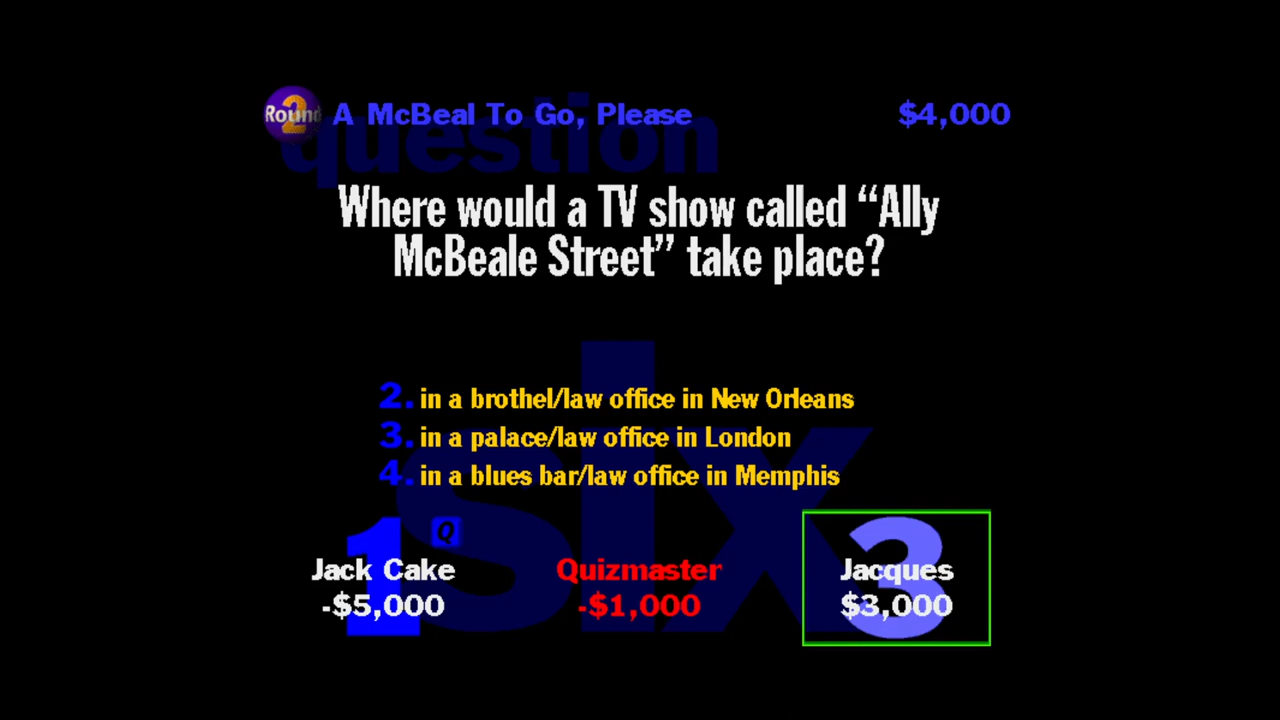 Round 2 A McBeal To Go, Please $4,000
question
Where would a TV show called “Ally
McBeale Street” take place?
2. in a brothel/law office in New Orleans
3. in a palace/law office in London
4. in a blues bar/law office in Memphis
six
1 Q 3
Jack Cake Quizmaster Jacques
-$5,000 -$1,000 $3,000